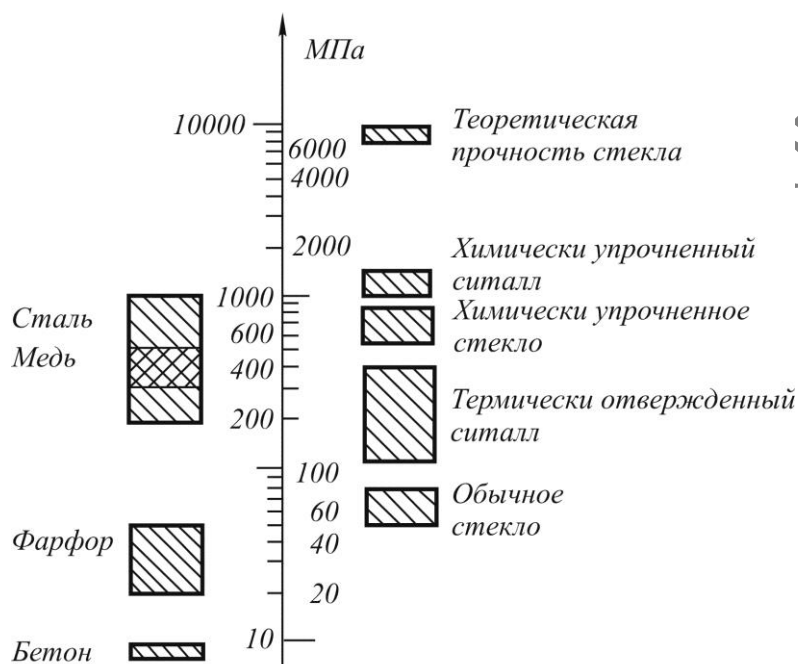 МПа
10000
6000
4000
2000
1000
600
400
200
100
60
40
20
10
Сталь
Медь
Фарфор
Бетон
Теоретическая
прочность стекла
Химически упрочненный
ситалл
Химически упрочненное
стекло
Термически отвержденный
ситалл
Обычное
стекло